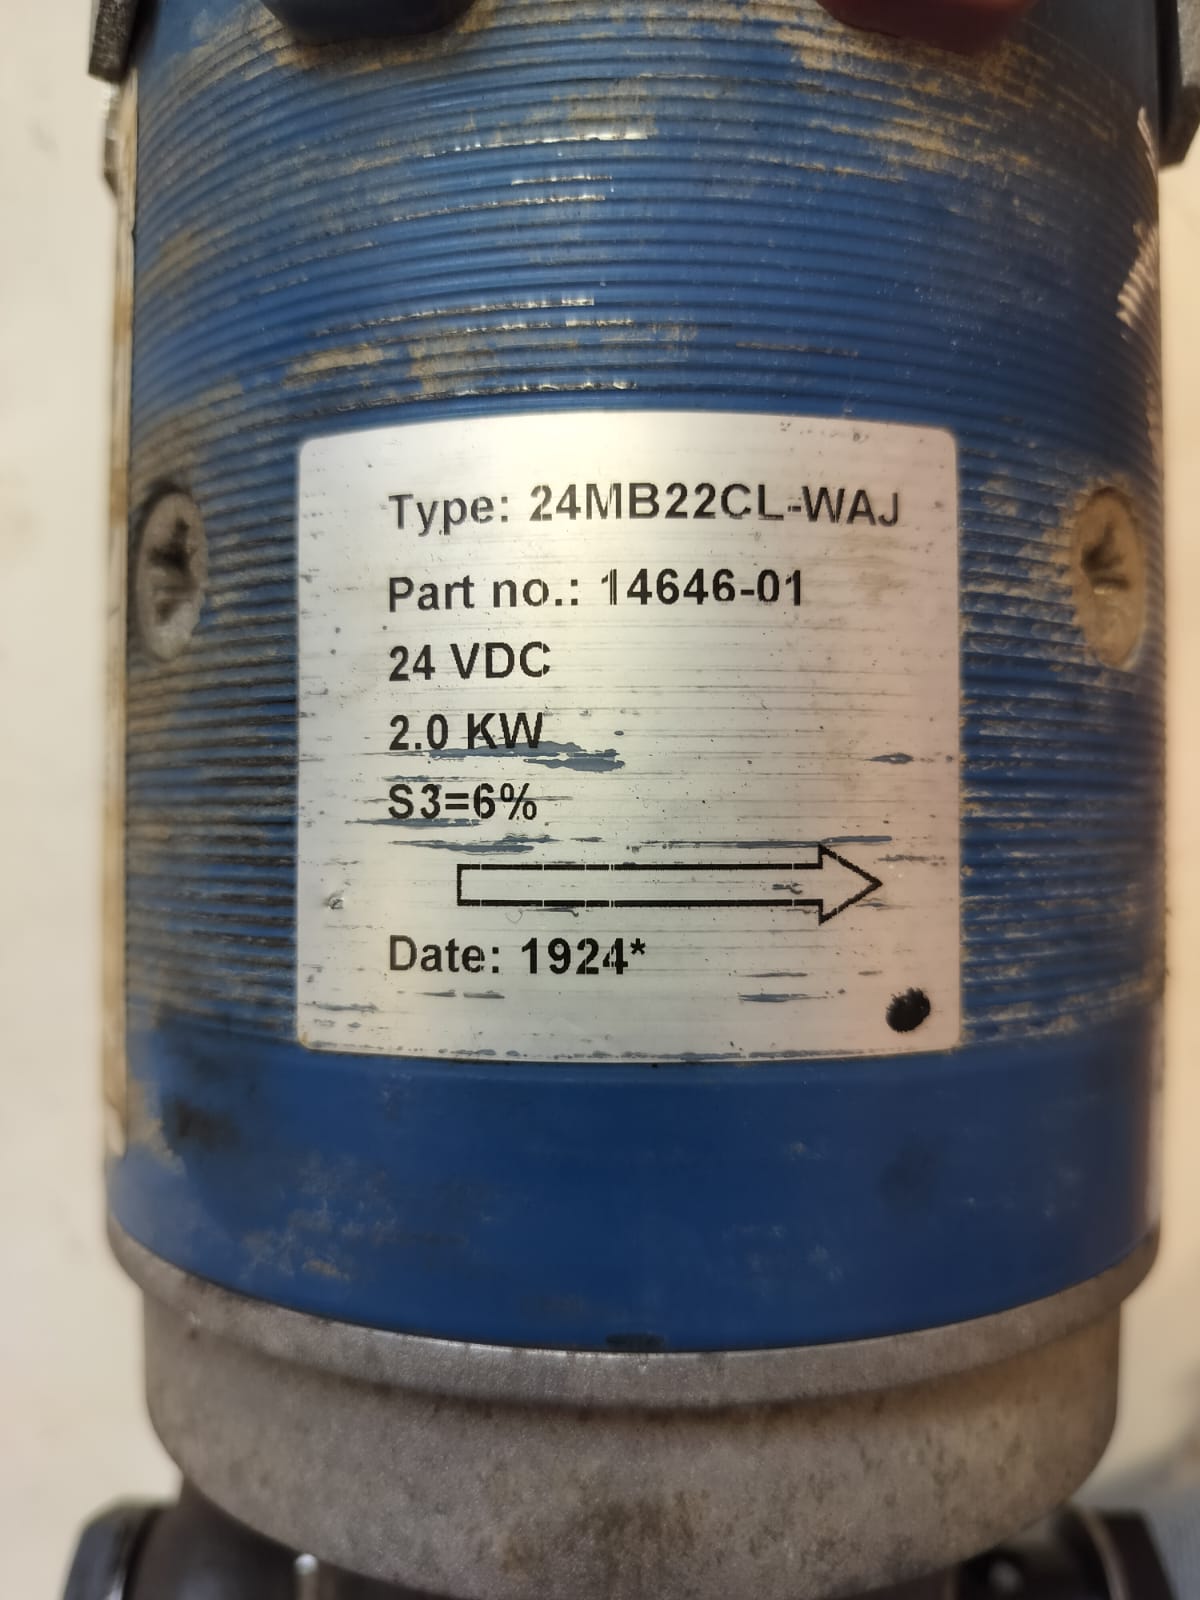 Type: 24MB22CL-WAJ
Part no.: 14646-01
24 VDC
2.0 KW
S3=6%
Date: 1924*